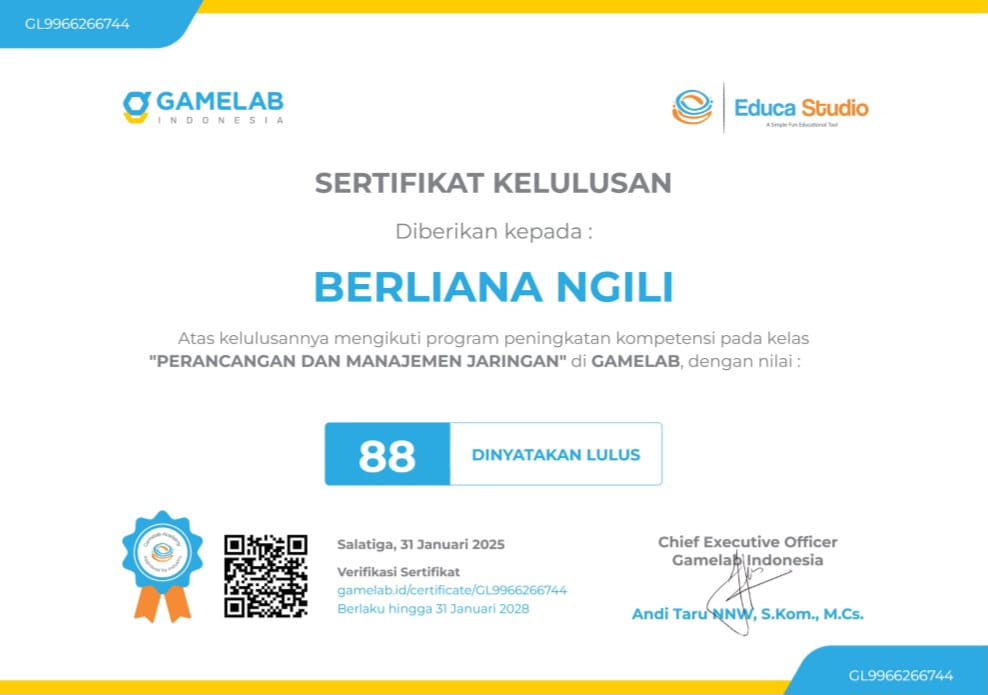 GL9966266744
GAMELAB
INDONESIA
Educa Studio
A Simple Fun Educational Tool
SERTIFIKAT KELULUSAN
Diberikan kepada :
BERLIANA NGILI
Atas kelulusannya mengikuti program peningkatan kompetensi pada kelas
"PERANCANGAN DAN MANAJEMEN JARINGAN" di GAMELAB, dengan nilai :
88
DINYATAKAN LULUS
Gamelab Academy
Approved by Industry
Salatiga, 31 Januari 2025
Verifikasi Sertifikat
gamelab.id/certificate/GL9966266744
Berlaku hingga 31 Januari 2028
Chief Executive Officer
Gamelab Indonesia
Andi Taru NNW, S.Kom., M.Cs.
GL9966266744